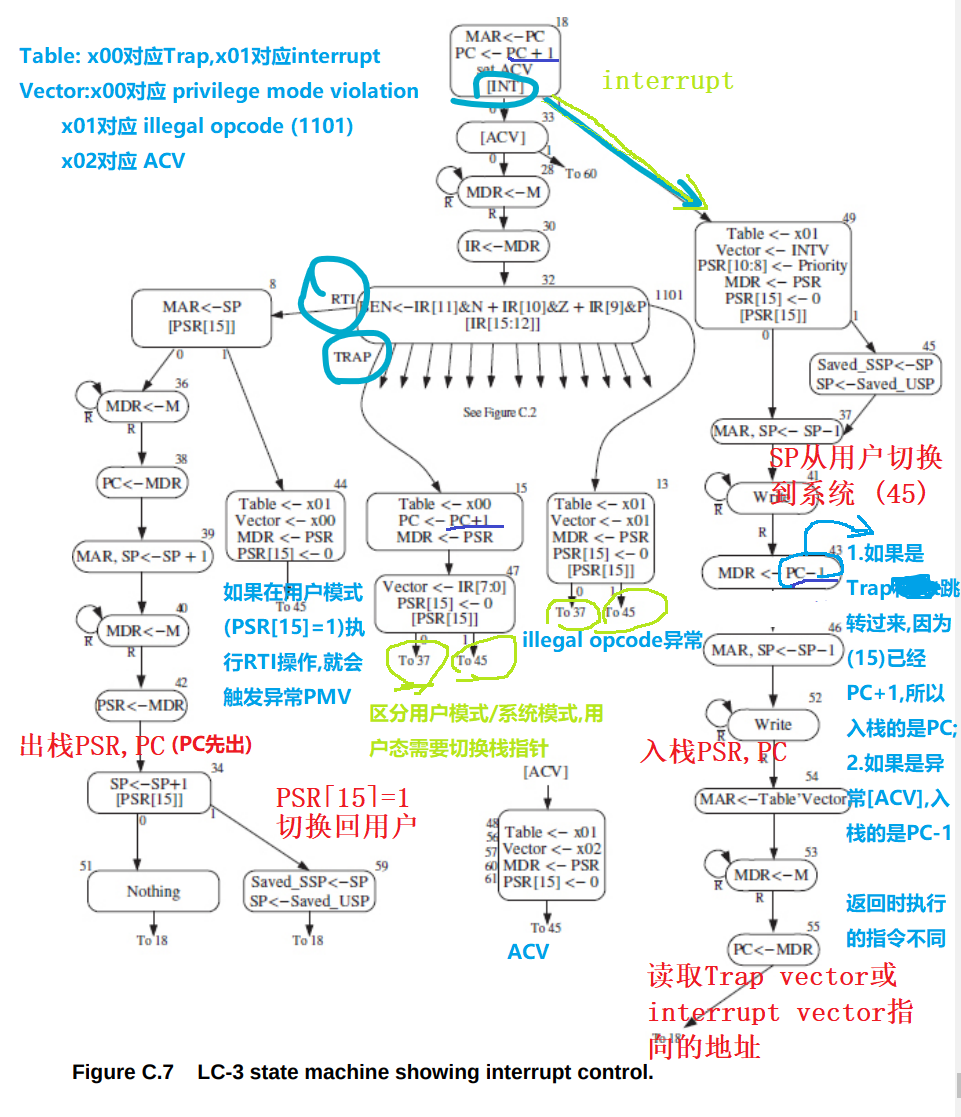 Table: x00对应Trap,x01对应interrupt
Vector:x00对应 privilege mode violation
x01对应 illegal opcode (1101)
x02对应 ACV
18
MAR<-PC
PC <- PC + 1
set ACV
[INT]
0
1
interrupt
33
[ACV]
0
1
To 60
28
MDR<-M
R
R
30
IR<-MDR
32
BEN<-IR[11]&N + IR[10]&Z + IR[9]&P
[IR[15:12]]
RTI
TRAP
1101
See Figure C.2
8
MAR<-SP
[PSR[15]]
0
1
36
MDR<-M
R
R
38
PC<-MDR
39
MAR, SP<-SP + 1
40
MDR<-M
R
R
42
PSR<-MDR
出栈PSR, PC (PC先出)
34
SP<-SP+1
[PSR[15]]
0
1
PSR[15]=1
切换回用户
51
Nothing
To 18
59
Saved_SSP<-SP
SP<-Saved_USP
To 18
44
Table <- x01
Vector <- x00
MDR <- PSR
PSR[15] <- 0
To 45
如果在用户模式
(PSR[15]=1)执
行RTI操作,就会
触发异常PMV
15
Table <- x00
PC <- PC+1
MDR <- PSR
47
Vector <- IR[7:0]
PSR[15] <- 0
[PSR[15]]
0
1
To 37
To 45
区分用户模式/系统模式,用
户态需要切换栈指针
13
Table <- x01
Vector <- x01
MDR <- PSR
PSR[15] <- 0
[PSR[15]]
0
1
To 37
To 45
illegal opcode异常
[ACV]
48
56
57
60
61
Table <- x01
Vector <- x02
MDR <- PSR
PSR[15] <- 0
To 45
ACV
49
Table <- x01
Vector <- INTV
PSR[10:8] <- Priority
MDR <- PSR
PSR[15] <- 0
[PSR[15]]
0
1
45
Saved_SSP<-SP
SP<-Saved_USP
37
MAR, SP<- SP-1
SP从用户切换
到系统 (45)
41
Write
R
R
43
MDR <- PC-1
46
MAR, SP<-SP-1
52
Write
R
R
入栈PSR, PC
54
MAR<-Table'Vector
53
MDR<-M
R
R
55
PC<-MDR
To 18
1.如果是
Trap跳
转过来,因为
(15)已经
PC+1,所以
入栈的是PC;
2.如果是异
常[ACV],入
栈的是PC-1
返回时执行
的指令不同
读取Trap vector或
interrupt vector指
向的地址
Figure C.7 LC-3 state machine showing interrupt control.